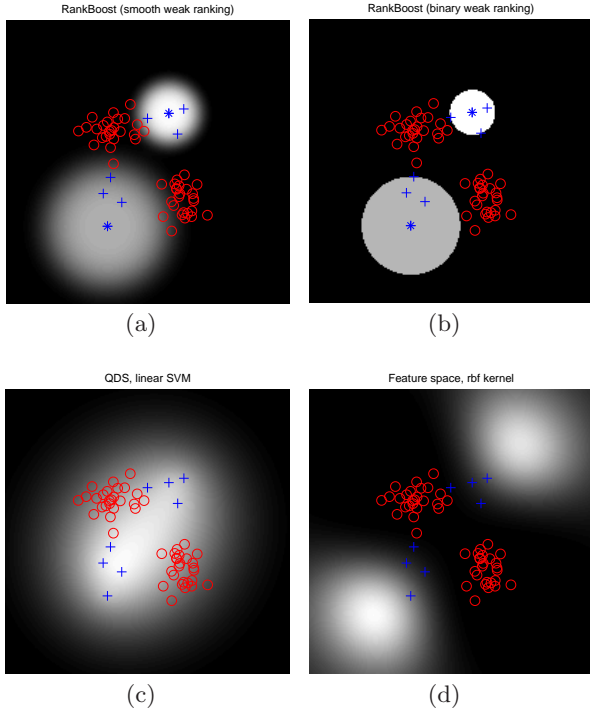 RankBoost (smooth weak ranking)
RankBoost (binary weak ranking)
(a)
(b)
QDS, linear SVM
Feature space, rbf kernel
(c)
(d)